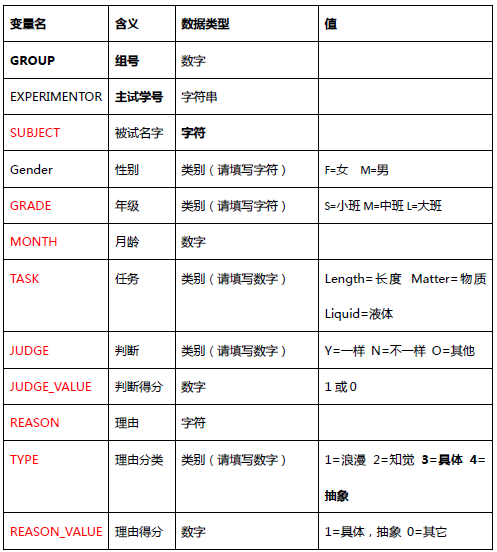 变量名 含义 数据类型 值
GROUP 组号 数字
EXPERIMENTOR 主试学号 字符串
SUBJECT 被试名字 字符
Gender 性别 类别（请填写字符） F=女 M=男
GRADE 年级 类别（请填写字符） S=小班 M=中班 L=大班
MONTH 月龄 数字
TASK 任务 类别（请填写数字） Length=长度 Matter=物质
Liquid=液体
JUDGE 判断 类别（请填写数字） Y=一样 N=不一样 O=其他
JUDGE_VALUE 判断得分 数字 1 或 0
REASON 理由 字符
TYPE 理由分类 类别（请填写数字） 1=浪漫 2=知觉 3=具体 4=
抽象
REASON_VALUE 理由得分 数字 1=具体，抽象 0=其它